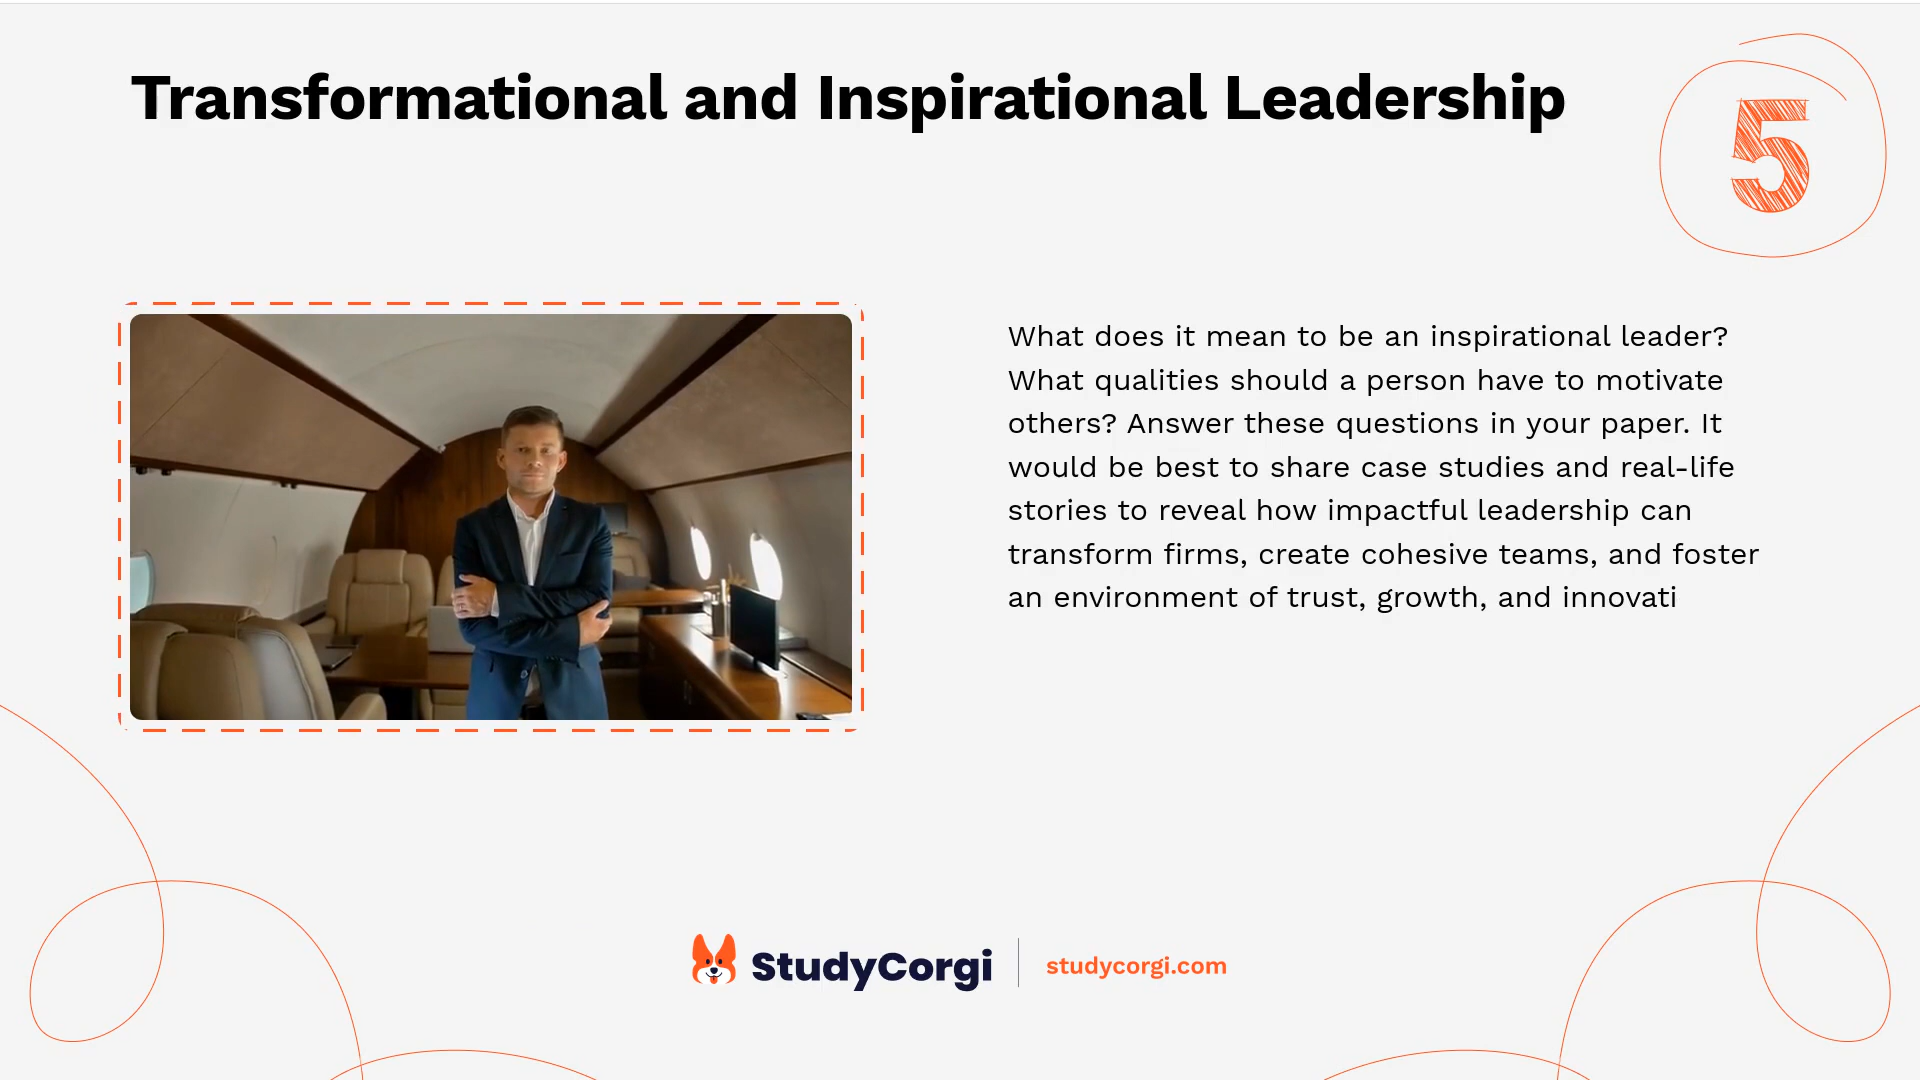 Transformational and Inspirational Leadership
5
What does it mean to be an inspirational leader?
What qualities should a person have to motivate
others? Answer these questions in your paper. It
would be best to share case studies and real-life
stories to reveal how impactful leadership can
transform firms, create cohesive teams, and foster
an environment of trust, growth, and innovati
StudyCorgi
studycorgi.com